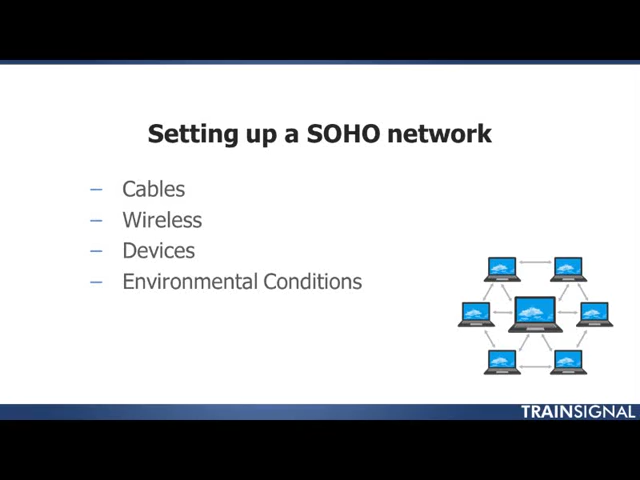 Setting up a SOHO network
– Cables
– Wireless
– Devices
– Environmental Conditions
TRAINSIGNAL